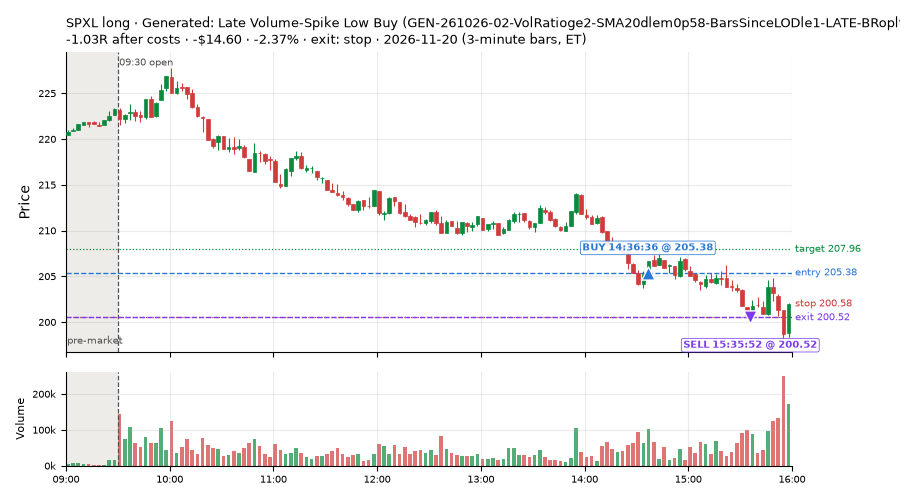 SPXL long · Generated: Late Volume-Spike Low Buy (GEN-261026-02-VolRatioge2-SMA20dlem0p58-BarsSinceLODle1-LATE-BRopl
-1.03R after costs · -$14.60 · -2.37% · exit: stop · 2026-11-20 (3-minute bars, ET)
09:30 open
225
220
215
210
205
200
Price
BUY 14:36:36 @ 205.38
target 207.96
entry 205.38
stop 200.58
exit 200.52
pre-market
SELL 15:35:52 @ 200.52
200k
100k
0k
Volume
09:00 10:00 11:00 12:00 13:00 14:00 15:00 16:00